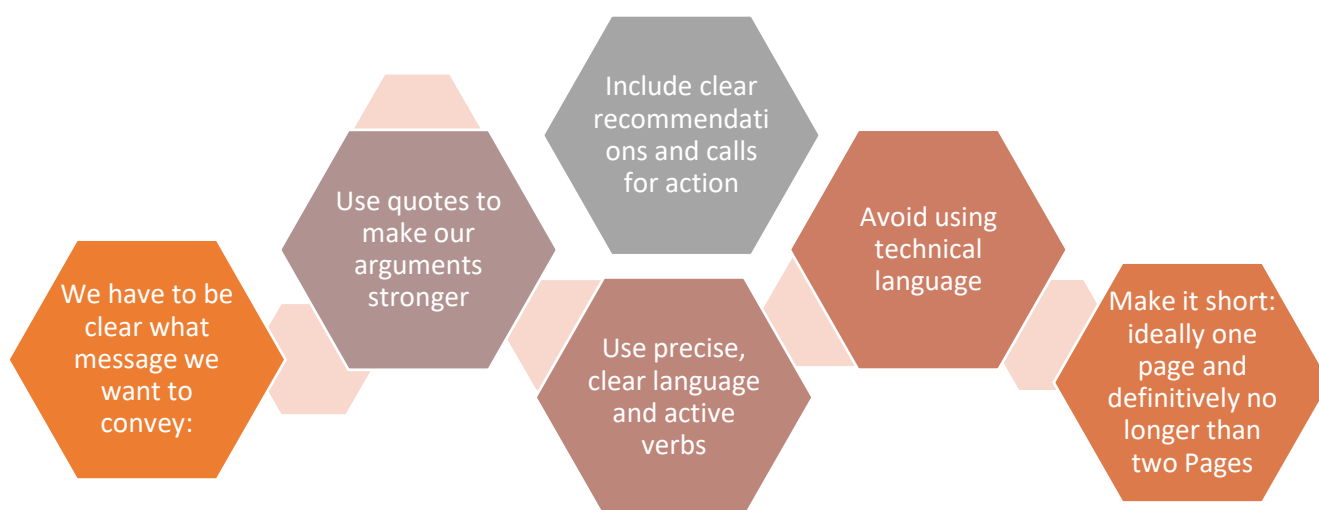 We have to be
clear what
message we
want to
convey:
Use quotes to
make our
arguments
stronger
Include clear
recommendati
ons and calls
for action
Use precise,
clear language
and active
verbs
Avoid using
technical
language
Make it short:
ideally one
page and
definitively no
longer than
two Pages